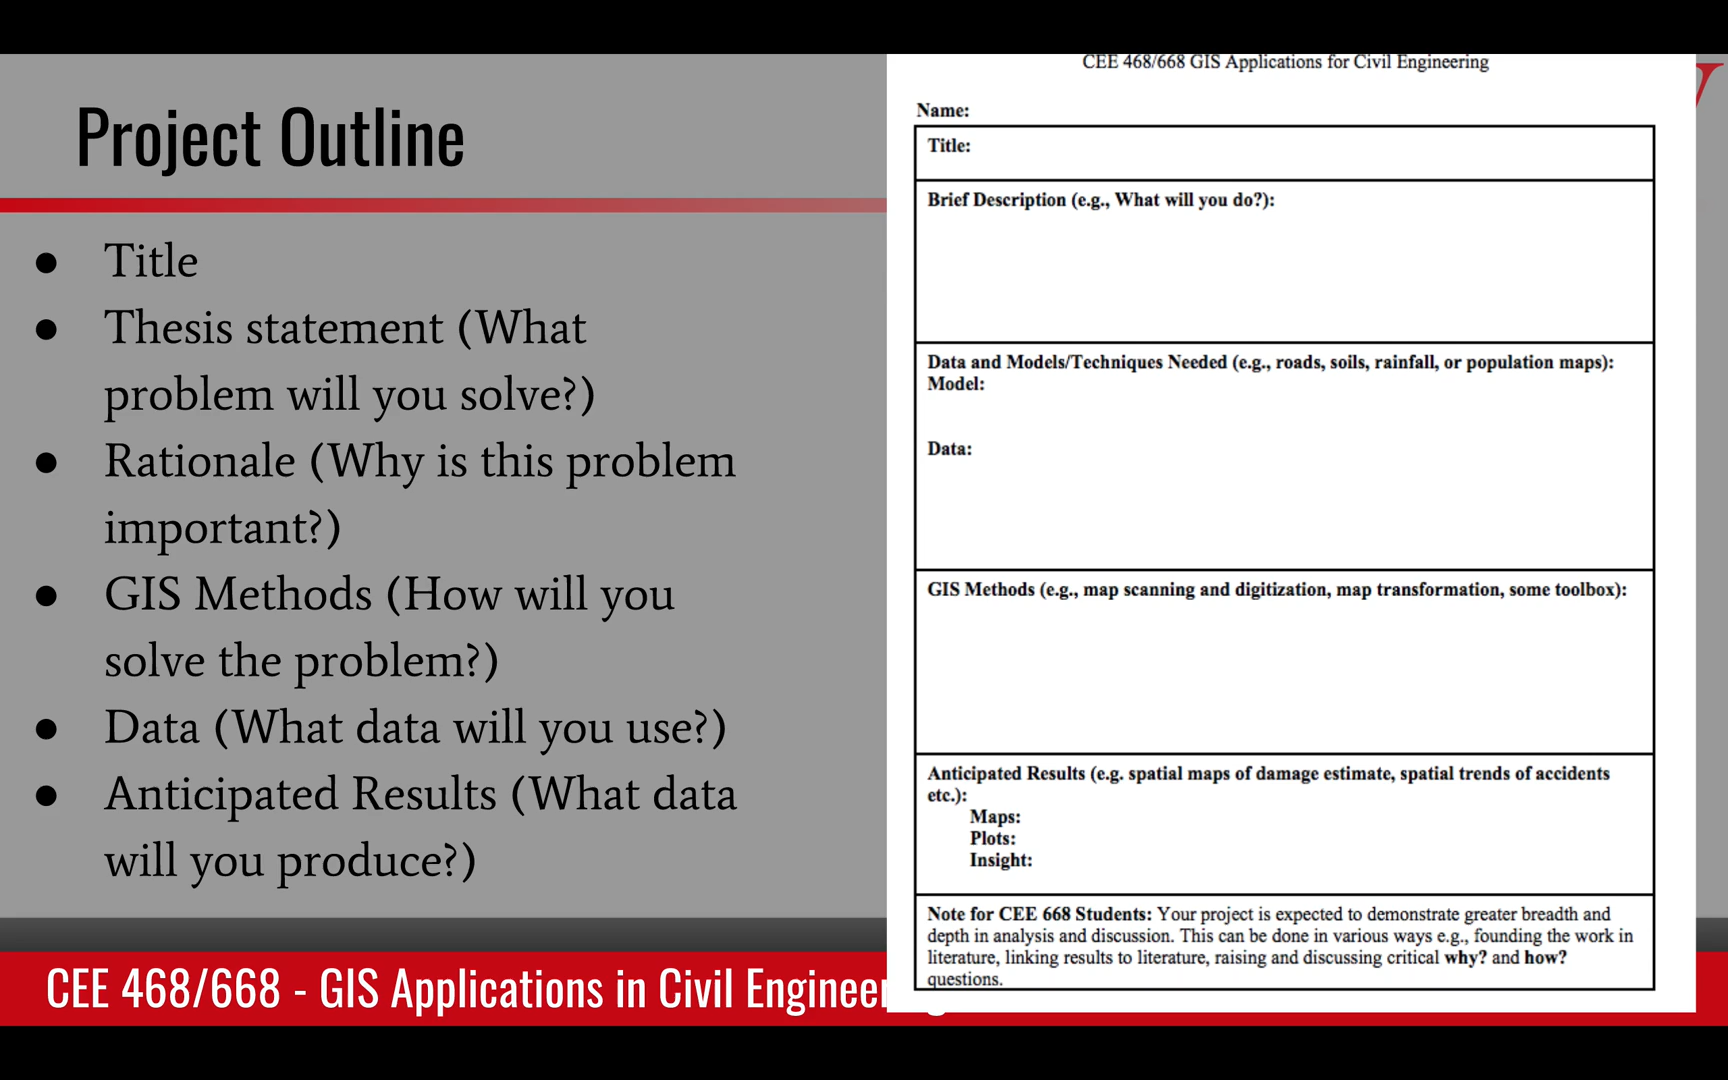 Project Outline
● Title
● Thesis statement (What
problem will you solve?)
● Rationale (Why is this problem
important?)
● GIS Methods (How will you
solve the problem?)
● Data (What data will you use?)
● Anticipated Results (What data
will you produce?)
CEE 468/668 - GIS Applications in Civil Engineer
CEE 468/668 GIS Applications for Civil Engineering
Name:
Title:
Brief Description (e.g., What will you do?):
Data and Models/Techniques Needed (e.g., roads, soils, rainfall, or population maps):
Model:
Data:
GIS Methods (e.g., map scanning and digitization, map transformation, some toolbox):
Anticipated Results (e.g. spatial maps of damage estimate, spatial trends of accidents
etc.):
Maps:
Plots:
Insight:
Note for CEE 668 Students: Your project is expected to demonstrate greater breadth and
depth in analysis and discussion. This can be done in various ways e.g., founding the work in
literature, linking results to literature, raising and discussing critical why? and how?
questions.